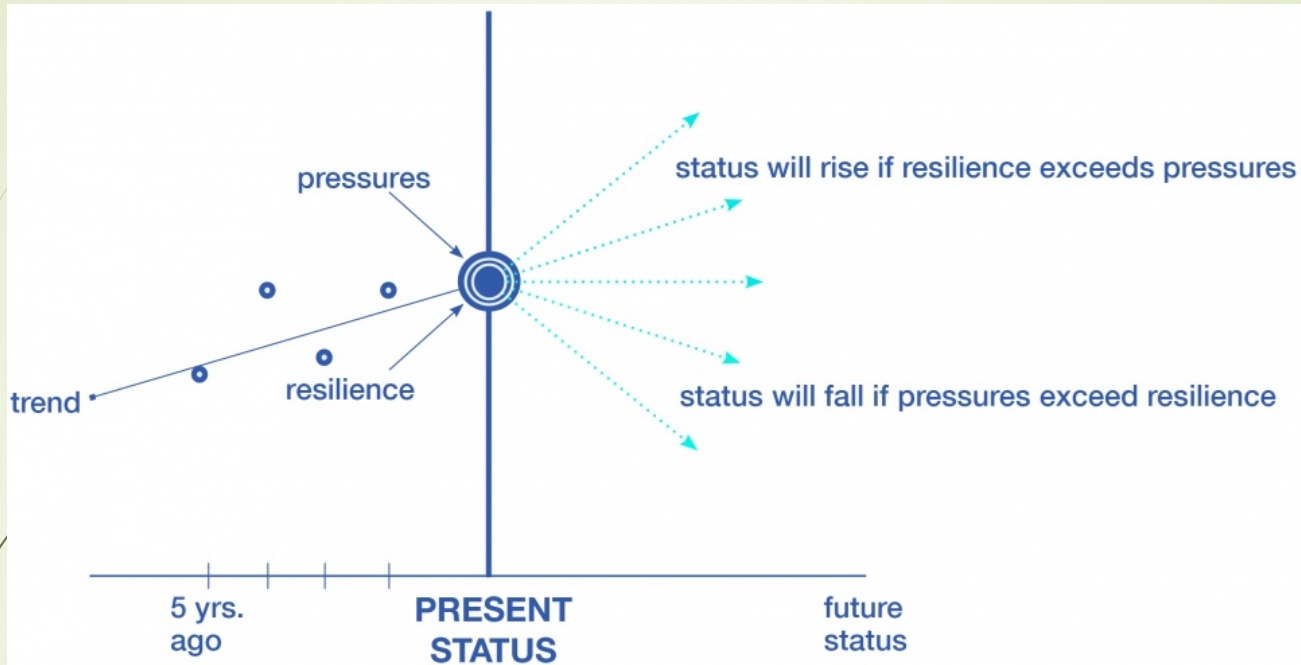 pressures
status will rise if resilience exceeds pressures
resilience
trend
status will fall if pressures exceed resilience
5 yrs.
ago
PRESENT
STATUS
future
status